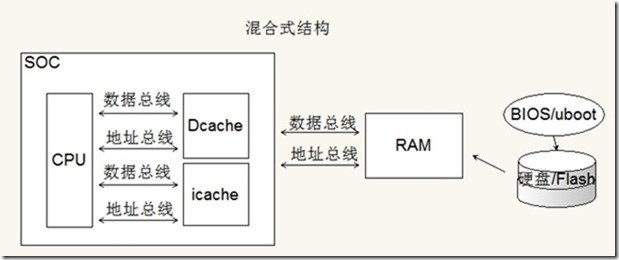 混合式结构
SOC
CPU
数据总线
地址总线
数据总线
地址总线
Dcache
icache
数据总线
地址总线
RAM
BIOS/uboot
硬盘/Flash